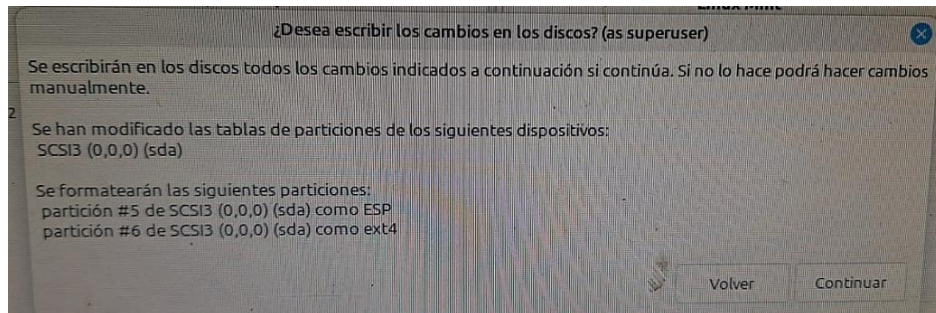 ¿Desea escribir los cambios en los discos? (as superuser)
Se escribirán en los discos todos los cambios indicados a continuación si continúa. Si no lo hace podrá hacer cambios
manualmente.
2
Se han modificado las tablas de particiones de los siguientes dispositivos:
SCSI3 (0,0,0) (sda)
Se formatearán las siguientes particiones:
partición #5 de SCSI3 (0,0,0) (sda) como ESP
partición #6 de SCSI3 (0,0,0) (sda) como ext4
Volver
Continuar